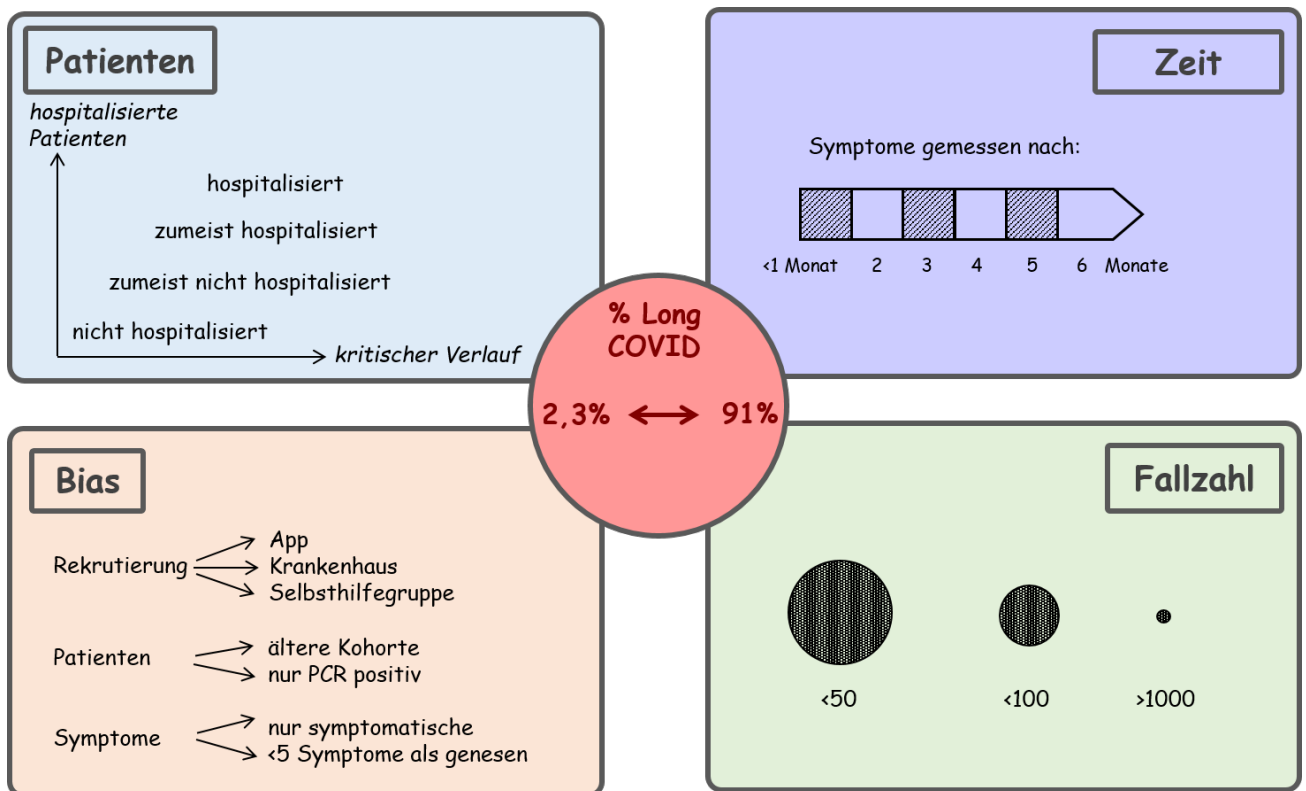 Patienten
hospitalisierte
Patienten
hospitalisiert
zumeist hospitalisiert
zumeist nicht hospitalisiert
nicht hospitalisiert
kritischer Verlauf
Zeit
Symptome gemessen nach:
<1 Monat 2 3 4 5 6 Monate
% Long
COVID
2,3% 91%
Bias
Rekrutierung
App
Krankenhaus
Selbsthilfegruppe
Patienten
ältere Kohorte
nur PCR positiv
Symptome
nur symptomatische
<5 Symptome als genesen
Fallzahl
<50 <100 >1000